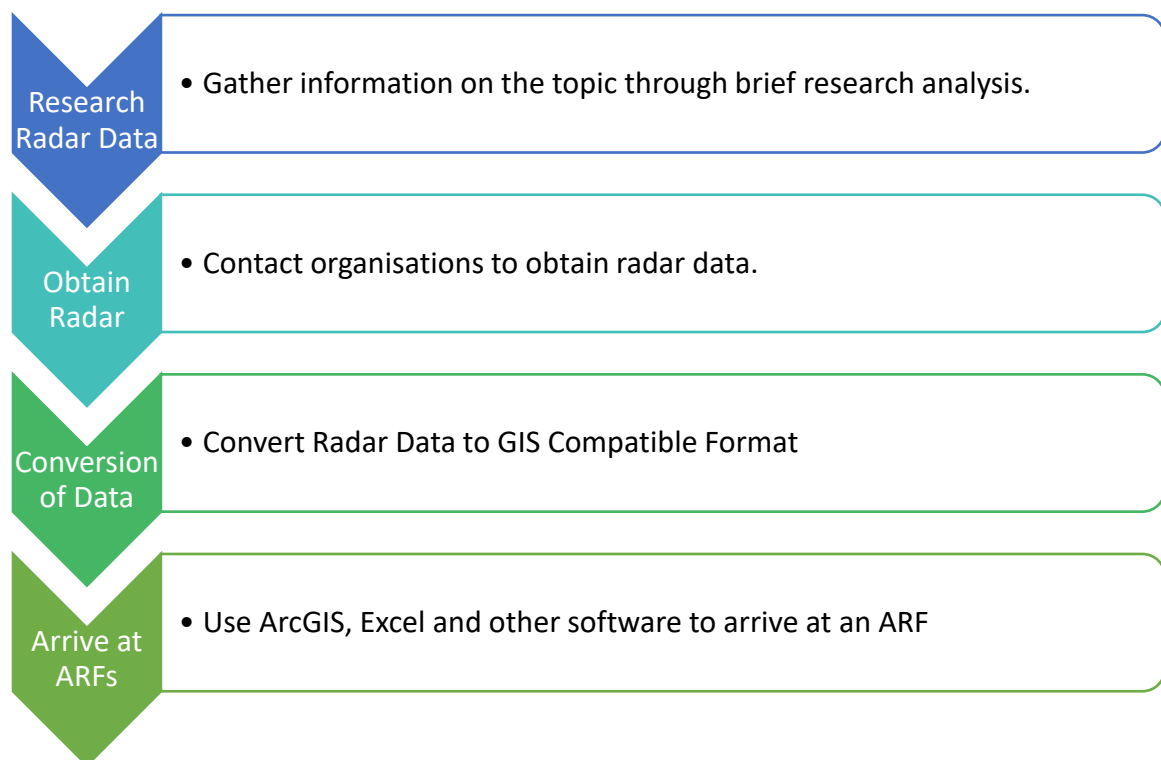 Research
Radar Data
• Gather information on the topic through brief research analysis.
Obtain
Radar
• Contact organisations to obtain radar data.
Conversion
of Data
• Convert Radar Data to GIS Compatible Format
Arrive at
ARFs
• Use ArcGIS, Excel and other software to arrive at an ARF